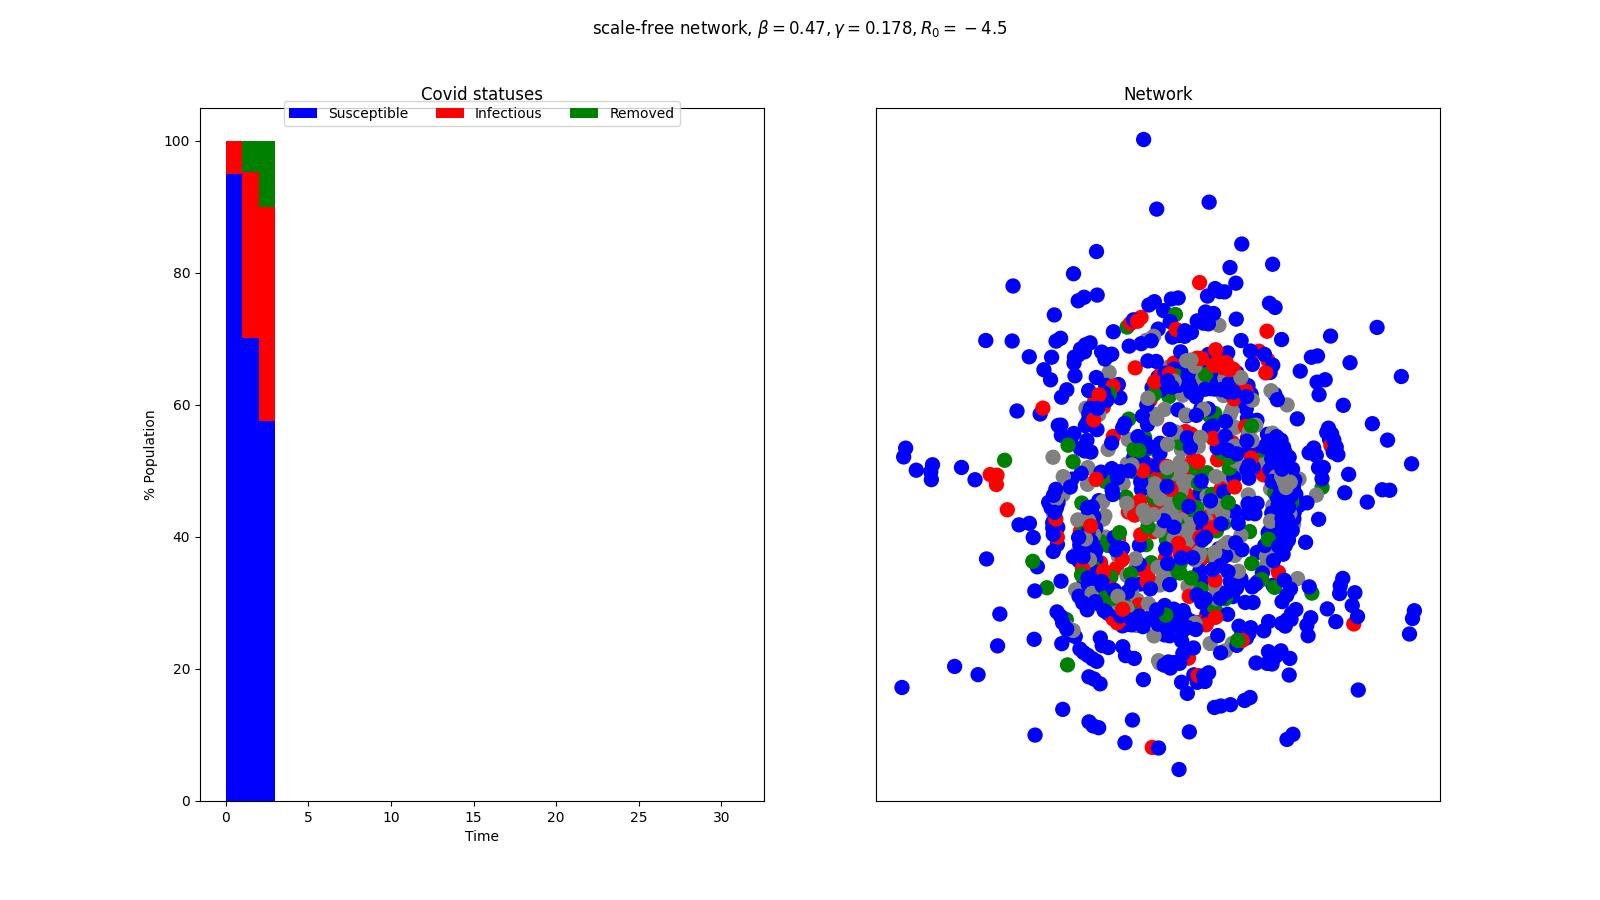 scale-free network, β = 0.47, γ = 0.178, R₀ = − 4.5
Covid statuses
Susceptible Infectious Removed
100
80
60
40
20
0
% Population
0 5 10 15 20 25 30
Time
Network